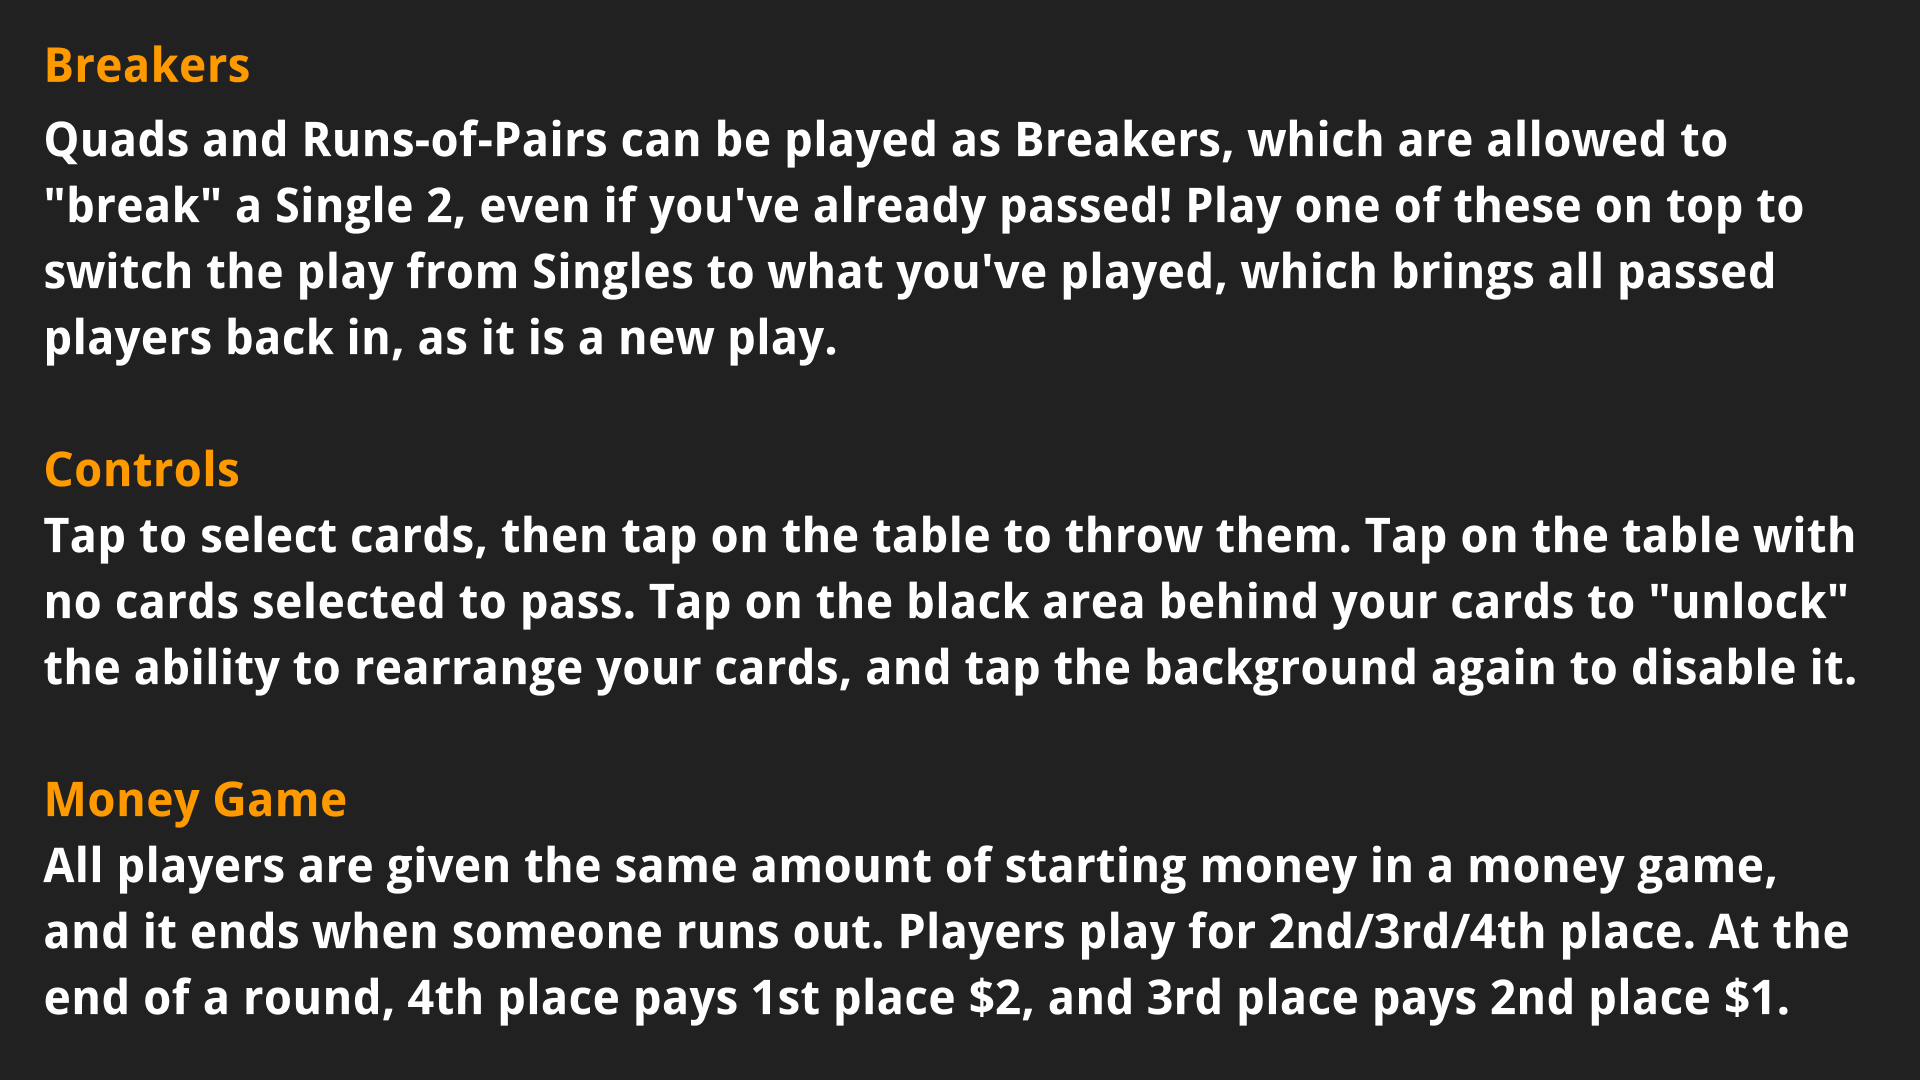 Breakers
Quads and Runs-of-Pairs can be played as Breakers, which are allowed to
"break" a Single 2, even if you've already passed! Play one of these on top to
switch the play from Singles to what you've played, which brings all passed
players back in, as it is a new play.
Controls
Tap to select cards, then tap on the table to throw them. Tap on the table with
no cards selected to pass. Tap on the black area behind your cards to "unlock"
the ability to rearrange your cards, and tap the background again to disable it.
Money Game
All players are given the same amount of starting money in a money game,
and it ends when someone runs out. Players play for 2nd/3rd/4th place. At the
end of a round, 4th place pays 1st place $2, and 3rd place pays 2nd place $1.